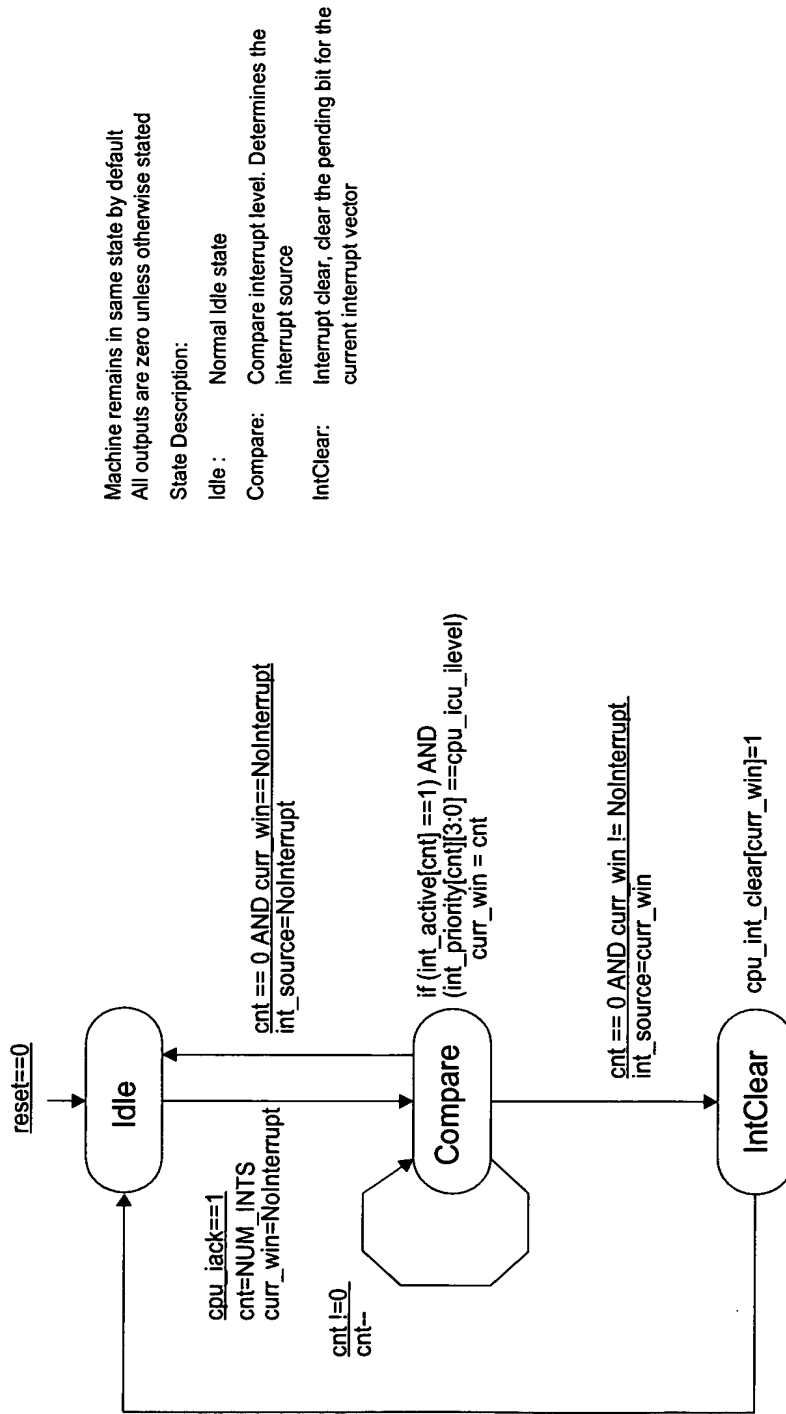 reset==0
Idle
cpu_iack==1
cnt=NUM_INTS
curr_win=NoInterrupt
cnt == 0 AND curr_win==NoInterrupt
int_source=NoInterrupt
cnt !=0
cnt--
Compare
if (int_active[cnt] ==1) AND
(int_priority[cnt][3:0] ==cpu_icu_ilevel)
curr_win = cnt
cnt == 0 AND curr_win != NoInterrupt
int_source=curr_win
IntClear
cpu_int_clear[curr_win]=1
Machine remains in same state by default
All outputs are zero unless otherwise stated
State Description:
Idle : Normal Idle state
Compare: Compare interrupt level. Determines the
interrupt source
IntClear: Interrupt clear, clear the pending bit for the
current interrupt vector